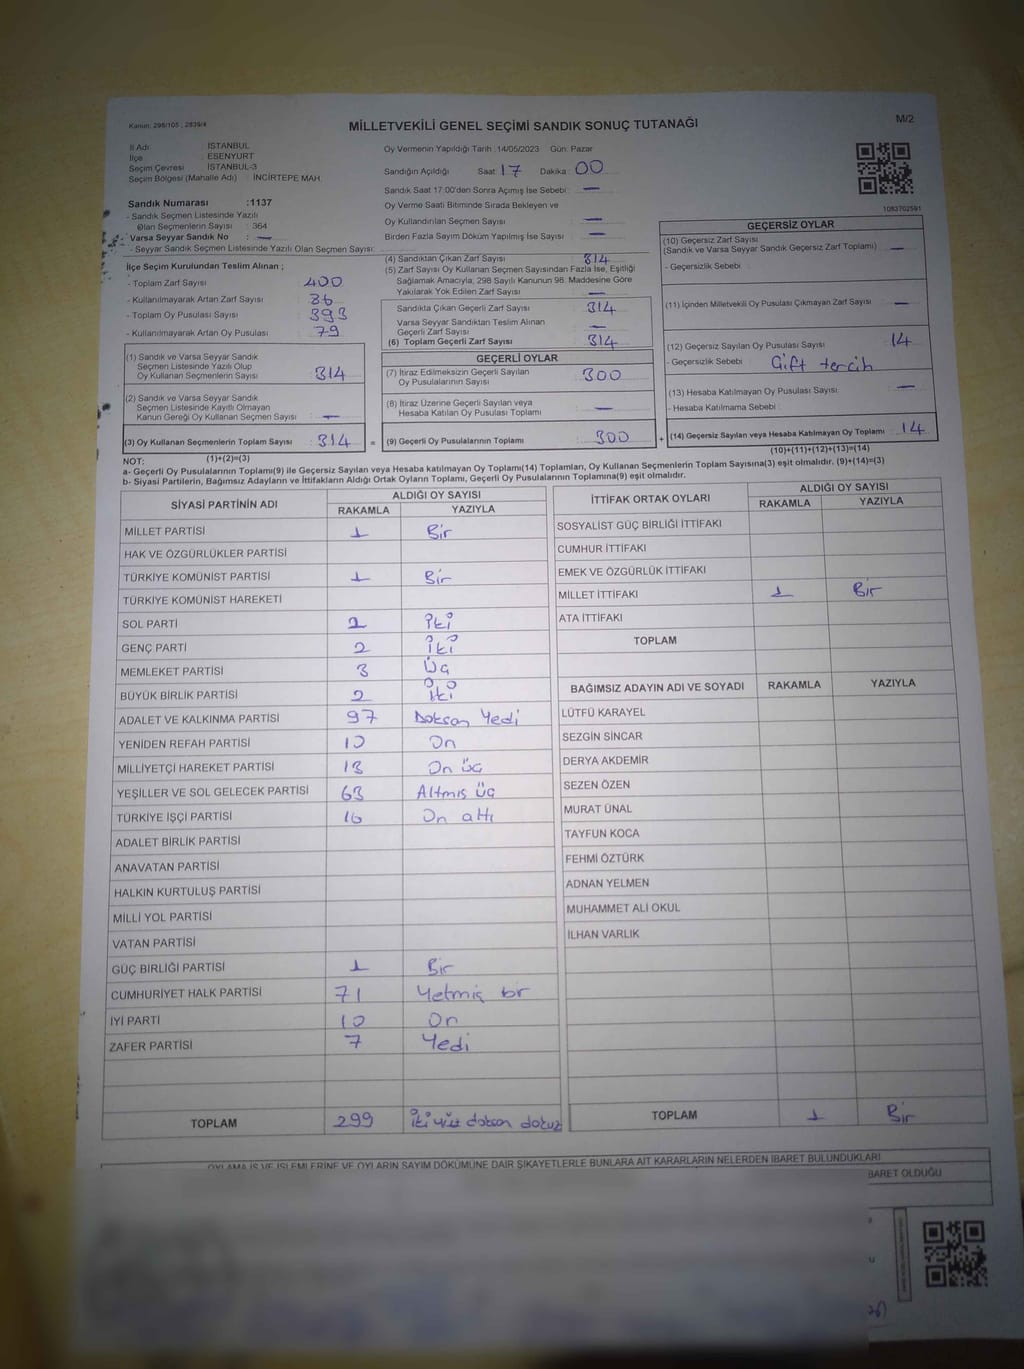 Kanun: 298/105 ; 2839/4
MİLLETVEKİLİ GENEL SEÇİMİ SANDIK SONUÇ TUTANAĞI
M/2
İl Adı : İSTANBUL
İlçe : ESENYURT
Seçim Çevresi : İSTANBUL-3
Seçim Bölgesi (Mahalle Adı) : İNCİRTEPE MAH
Sandık Numarası :1137
- Sandık Seçmen Listesinde Yazılı
Olan Seçmenlerin Sayısı : 364
- Varsa Seyyar Sandık No : —
- Seyyar Sandık Seçmen Listesinde Yazılı Olan Seçmen Sayısı:
Oy Vermenin Yapıldığı Tarih :14/05/2023 Gün: Pazar
Sandığın Açıldığı Saat: 17 Dakika: 00
Sandık Saat 17:00'den Sonra Açımış İse Sebebi: —
Oy Verme Saati Bitiminde Sırada Bekleyen ve
Oy Kullandırılan Seçmen Sayısı : —
Birden Fazla Sayım Döküm Yapılmış İse Sayısı : —
1083702591
İlçe Seçim Kurulundan Teslim Alınan ;
- Toplam Zarf Sayısı : 400
- Kullanılmayarak Artan Zarf Sayısı : 86
- Toplam Oy Pusulası Sayısı : 393
- Kullanılmayarak Artan Oy Pusulası : 79
(1) Sandık ve Varsa Seyyar Sandık
Seçmen Listesinde Yazılı Olup
Oy Kullanan Seçmenlerin Sayısı : 314
(2) Sandık ve Varsa Seyyar Sandık
Seçmen Listesinde Kayıtlı Olmayan
Kanun Gereği Oy Kullanan Seçmen Sayısı : —
(3) Oy Kullanan Seçmenlerin Toplam Sayısı : 314 =
(4) Sandıktan Çıkan Zarf Sayısı : 314
(5) Zarf Sayısı Oy Kullanan Seçmen Sayısından Fazla İse, Eşitliği
Sağlamak Amacıyla, 298 Sayılı Kanunun 98. Maddesine Göre
Yakılarak Yok Edilen Zarf Sayısı : —
Sandıkta Çıkan Geçerli Zarf Sayısı : 314
Varsa Seyyar Sandıktan Teslim Alınan
Geçerli Zarf Sayısı : —
(6) Toplam Geçerli Zarf Sayısı : 314
GEÇERLİ OYLAR
(7) İtiraz Edilmeksizin Geçerli Sayılan
Oy Pusulalarının Sayısı : 300
(8) İtiraz Üzerine Geçerli Sayılan veya
Hesaba Katılan Oy Pusulası Toplamı : —
(9) Geçerli Oy Pusulalarının Toplamı : 300 +
GEÇERSİZ OYLAR
(10) Geçersiz Zarf Sayısı
(Sandık ve Varsa Seyyar Sandık Geçersiz Zarf Toplamı) : —
- Geçersizlik Sebebi :
(11) İçinden Milletvekili Oy Pusulası Çıkmayan Zarf Sayısı : —
(12) Geçersiz Sayılan Oy Pusulası Sayısı : 14
- Geçersizlik Sebebi : Çift tercih
(13) Hesaba Katılmayan Oy Pusulası Sayısı : —
- Hesaba Katılmama Sebebi :
(14) Geçersiz Sayılan veya Hesaba Katılmayan Oy Toplamı : 14
NOT: (1)+(2)=(3)
(10)+(11)+(12)+(13)=(14)
a- Geçerli Oy Pusulalarının Toplamı(9) ile Geçersiz Sayılan veya Hesaba katılmayan Oy Toplamı(14) Toplamları, Oy Kullanan Seçmenlerin Toplam Sayısına(3) eşit olmalıdır. (9)+(14)=(3)
b- Siyasi Partilerin, Bağımsız Adayların ve İttifakların Aldığı Ortak Oyların Toplamı, Geçerli Oy Pusulalarının Toplamına(9) eşit olmalıdır.
SİYASİ PARTİNİN ADI ALDIĞI OY SAYISI
RAKAMLA YAZIYLA
MİLLET PARTİSİ 1 Bir
HAK VE ÖZGÜRLÜKLER PARTİSİ
TÜRKİYE KOMÜNİST PARTİSİ 1 Bir
TÜRKİYE KOMÜNİST HAREKETİ
SOL PARTİ 2 İki
GENÇ PARTİ 2 İki
MEMLEKET PARTİSİ 3 Üç
BÜYÜK BİRLİK PARTİSİ 2 İki
ADALET VE KALKINMA PARTİSİ 97 Doksan Yedi
YENİDEN REFAH PARTİSİ 10 On
MİLLİYETÇİ HAREKET PARTİSİ 13 On üç
YEŞİLLER VE SOL GELECEK PARTİSİ 63 Altmış üç
TÜRKİYE İŞÇİ PARTİSİ 16 On altı
ADALET BİRLİK PARTİSİ
ANAVATAN PARTİSİ
HALKIN KURTULUŞ PARTİSİ
MİLLİ YOL PARTİSİ
VATAN PARTİSİ
GÜÇ BİRLİĞİ PARTİSİ 1 Bir
CUMHURİYET HALK PARTİSİ 71 Yetmiş bir
İYİ PARTİ 10 On
ZAFER PARTİSİ 7 Yedi
TOPLAM 299 İki yüz doksan dokuz
İTTİFAK ORTAK OYLARI ALDIĞI OY SAYISI
RAKAMLA YAZIYLA
SOSYALİST GÜÇ BİRLİĞİ İTTİFAKI
CUMHUR İTTİFAKI
EMEK VE ÖZGÜRLÜK İTTİFAKI
MİLLET İTTİFAKI 1 Bir
ATA İTTİFAKI
TOPLAM
BAĞIMSIZ ADAYIN ADI VE SOYADI RAKAMLA YAZIYLA
LÜTFÜ KARAYEL
SEZGİN SİNCAR
DERYA AKDEMİR
SEZEN ÖZEN
MURAT ÜNAL
TAYFUN KOCA
FEHMİ ÖZTÜRK
ADNAN YELMEN
MUHAMMET ALİ OKUL
İLHAN VARLIK
TOPLAM 1 Bir
OYLAMA İŞ VE İŞLEMLERİNE VE OYLARIN SAYIM DÖKÜMÜNE DAİR ŞİKAYETLERLE BUNLARA AİT KARARLARIN NELERDEN İBARET BULUNDUKLARI
BARET OLDUĞU